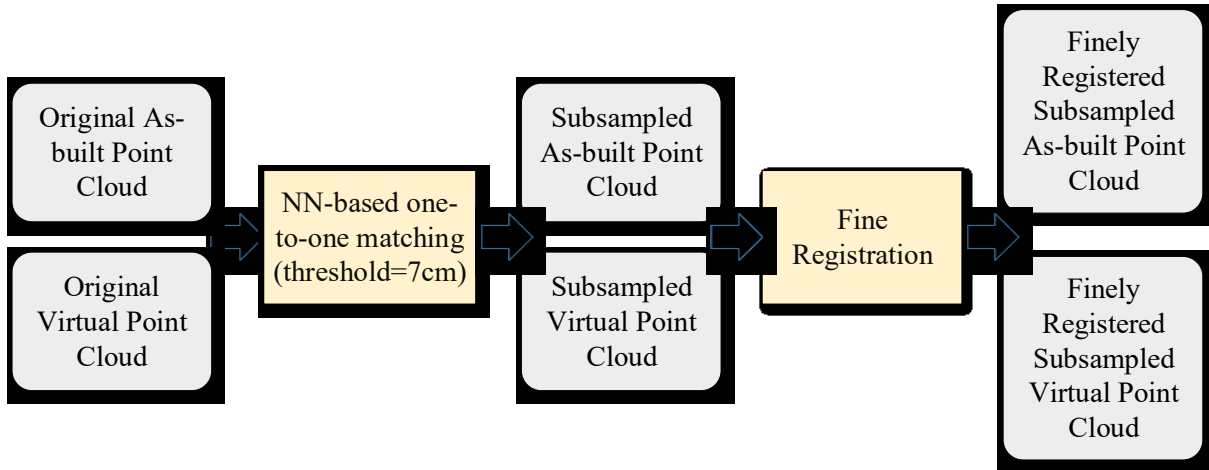 Original As-
built Point
Cloud
Original
Virtual Point
Cloud
NN-based one-
to-one matching
(threshold=7cm)
Subsampled
As-built Point
Cloud
Subsampled
Virtual Point
Cloud
Fine
Registration
Finely
Registered
Subsampled
As-built Point
Cloud
Finely
Registered
Subsampled
Virtual Point
Cloud